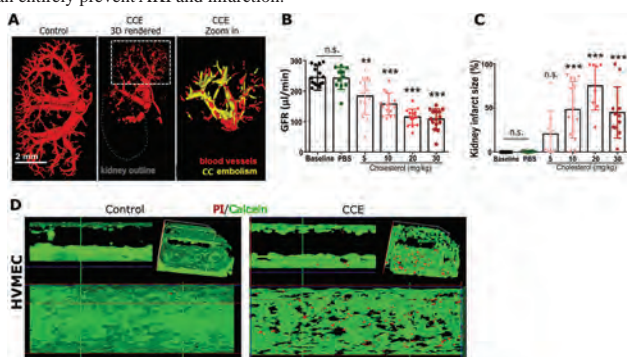 an entirely prevent AKI and infarction.
A
Control
CCE
3D rendered
CCE
Zoom in
2 mm
kidney outline
blood vessels
CC embolism
B
GFR (µl/min)
400
300
200
100
0
n.s.
**
***
***
***
Baseline
PBS
5
10
20
30
Cholesterol (mg/kg)
C
Kidney infarct size (%)
100
50
0
n.s.
n.s.
***
***
***
Baseline
PBS
5
10
20
30
Cholesterol (mg/kg)
D
Control
PI/Calcein
CCE
HVMEC